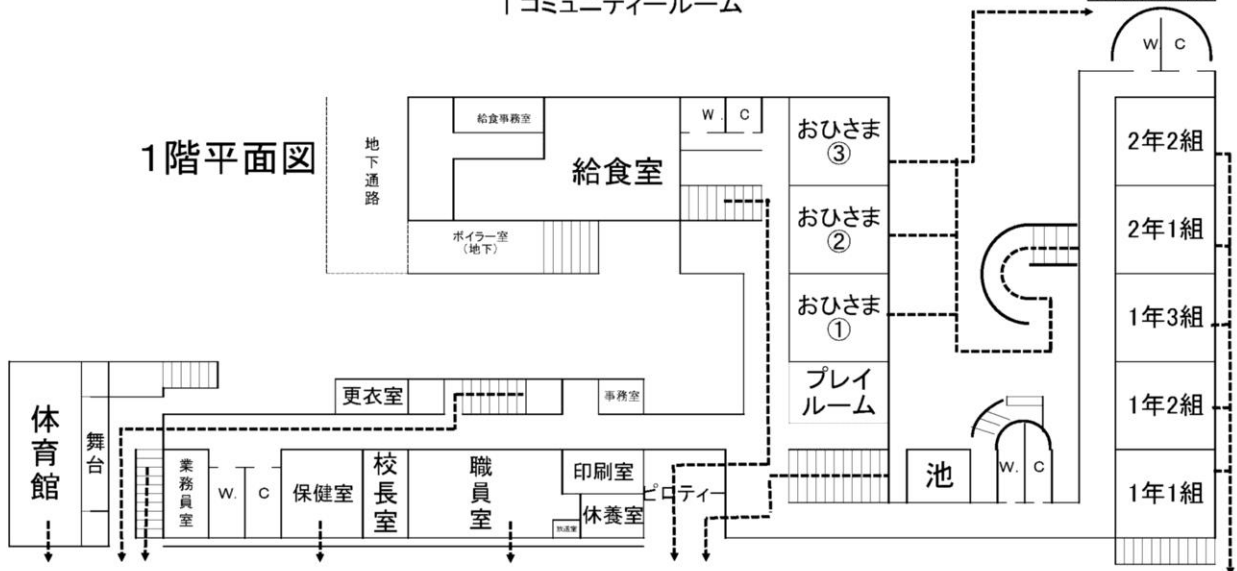 1コミュニティールーム
W. C
1階平面図
地下通路
給食事務室
給食室
W. C
おひさま
③
2年2組
ボイラー室
(地下)
おひさま
②
2年1組
おひさま
①
1年3組
プレイ
ルーム
1年2組
体育館
舞台
更衣室
事務室
業務員室
W. C
保健室
校長室
職員室
印刷室
休養室
ピロティー
池
W. C
1年1組